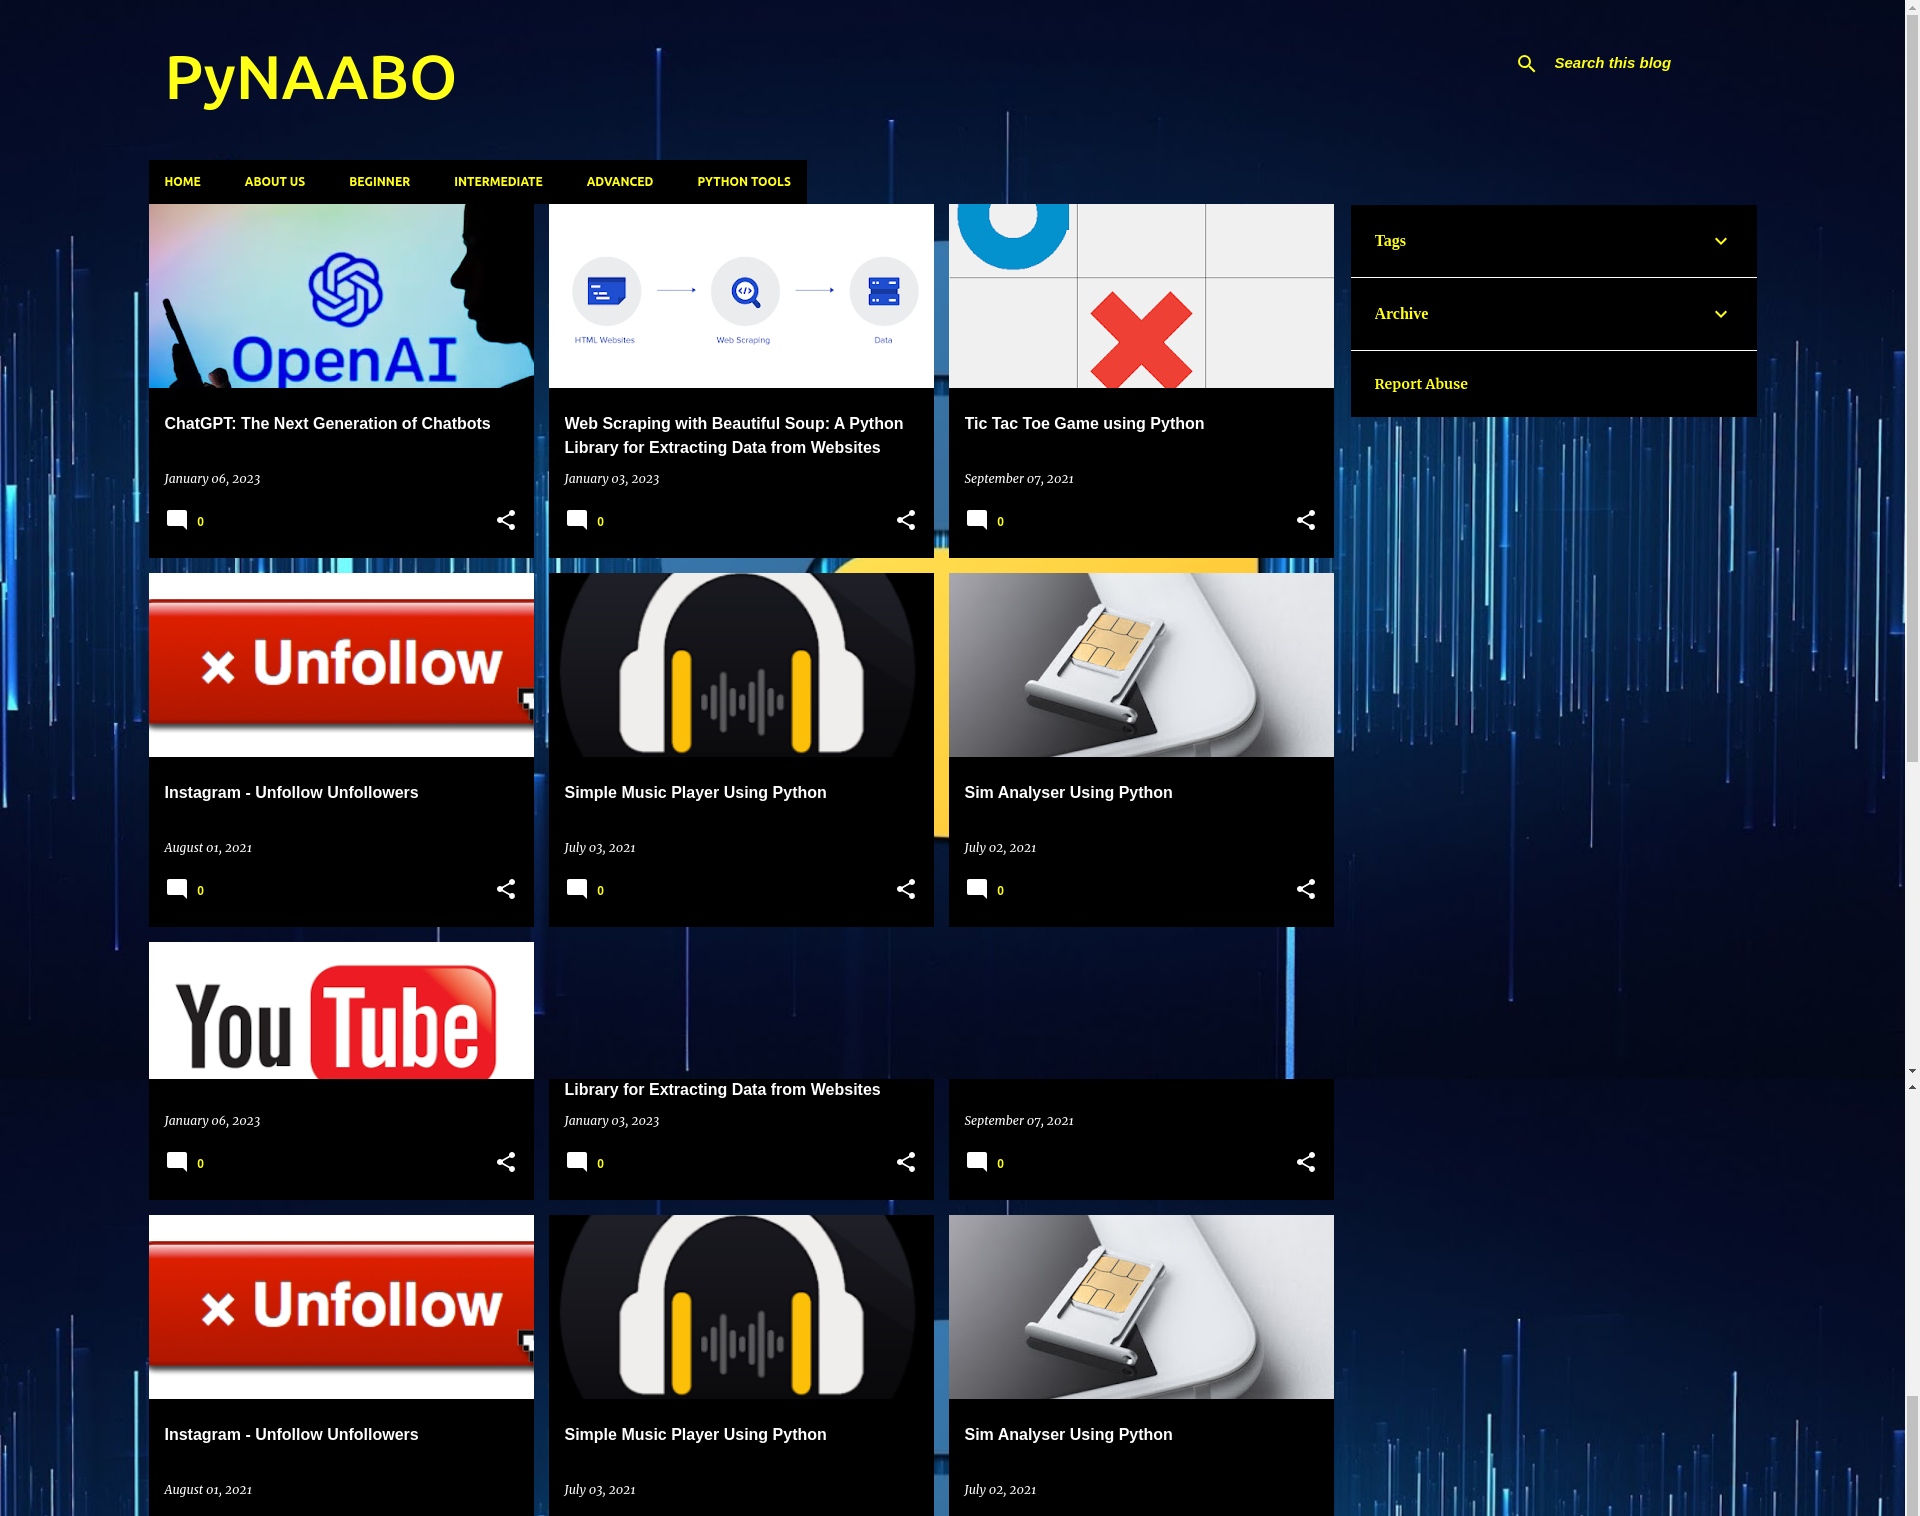 PyNAABO
Search this blog
HOME ABOUT US BEGINNER INTERMEDIATE ADVANCED PYTHON TOOLS
OpenAI
HTML Websites Web Scraping Data
Tags
Archive
Report Abuse
ChatGPT: The Next Generation of Chatbots
January 06, 2023
0
Web Scraping with Beautiful Soup: A Python
Library for Extracting Data from Websites
January 03, 2023
0
Tic Tac Toe Game using Python
September 07, 2021
0
× Unfollow
Instagram - Unfollow Unfollowers
August 01, 2021
0
Simple Music Player Using Python
July 03, 2021
0
Sim Analyser Using Python
July 02, 2021
0
YouTube
January 06, 2023
0
Library for Extracting Data from Websites
January 03, 2023
0
September 07, 2021
0
× Unfollow
Instagram - Unfollow Unfollowers
August 01, 2021
Simple Music Player Using Python
July 03, 2021
Sim Analyser Using Python
July 02, 2021